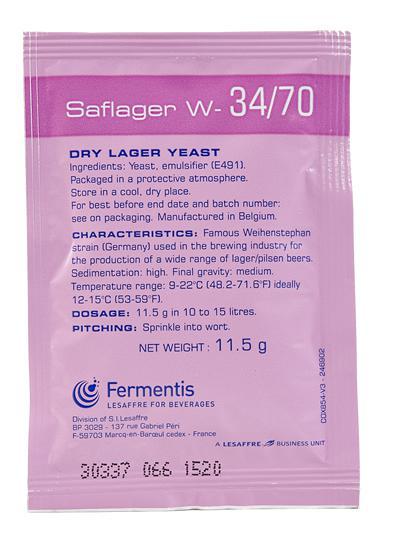 Saflager W- 34/70
DRY LAGER YEAST
Ingredients: Yeast, emulsifier (E491).
Packaged in a protective atmosphere.
Store in a cool, dry place.
For best before end date and batch number:
see on packaging. Manufactured in Belgium.
CHARACTERISTICS: Famous Weihenstephan
strain (Germany) used in the brewing industry for
the production of a wide range of lager/pilsen beers.
Sedimentation: high. Final gravity: medium.
Temperature range: 9-22°C (48.2-71.6°F) ideally
12-15°C (53-59°F).
DOSAGE: 11.5 g in 10 to 15 litres.
PITCHING: Sprinkle into wort.
NET WEIGHT : 11.5 g
Fermentis
LESAFFRE FOR BEVERAGES
Division of S.I.Lesaffre
BP 3029 - 137 rue Gabriel Péri
F-59703 Marcq-en-Barœul cedex - France
A LESAFFRE BUSINESS UNIT
CDXB54-V3 - 246902
30337 066 1520